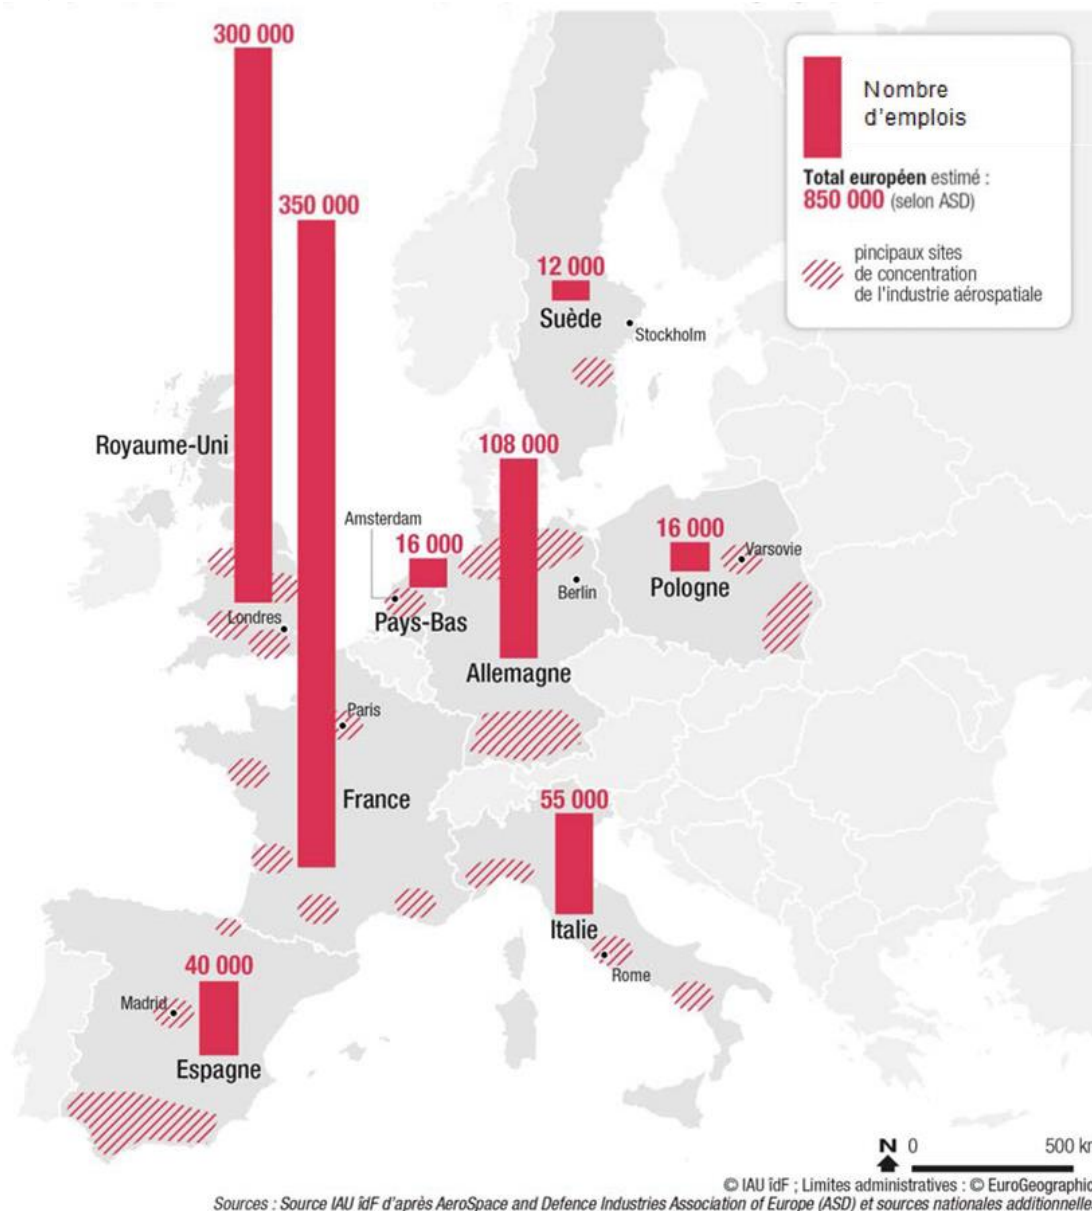 300 000
Nombre
d'emplois
Total européen estimé :
850 000 (selon ASD)
pincipaux sites
de concentration
de l'industrie aérospatiale
350 000
12 000
Suède
Stockholm
Royaume-Uni
108 000
Amsterdam
16 000
16 000
Varsovie
Berlin
Pologne
Londres
Pays-Bas
Allemagne
Paris
France
55 000
Italie
Rome
40 000
Madrid
Espagne
N 0 500 km
© IAU îdF ; Limites administratives : © EuroGeographic
Sources : Source IAU îdF d'après AeroSpace and Defence Industries Association of Europe (ASD) et sources nationales additionnelle